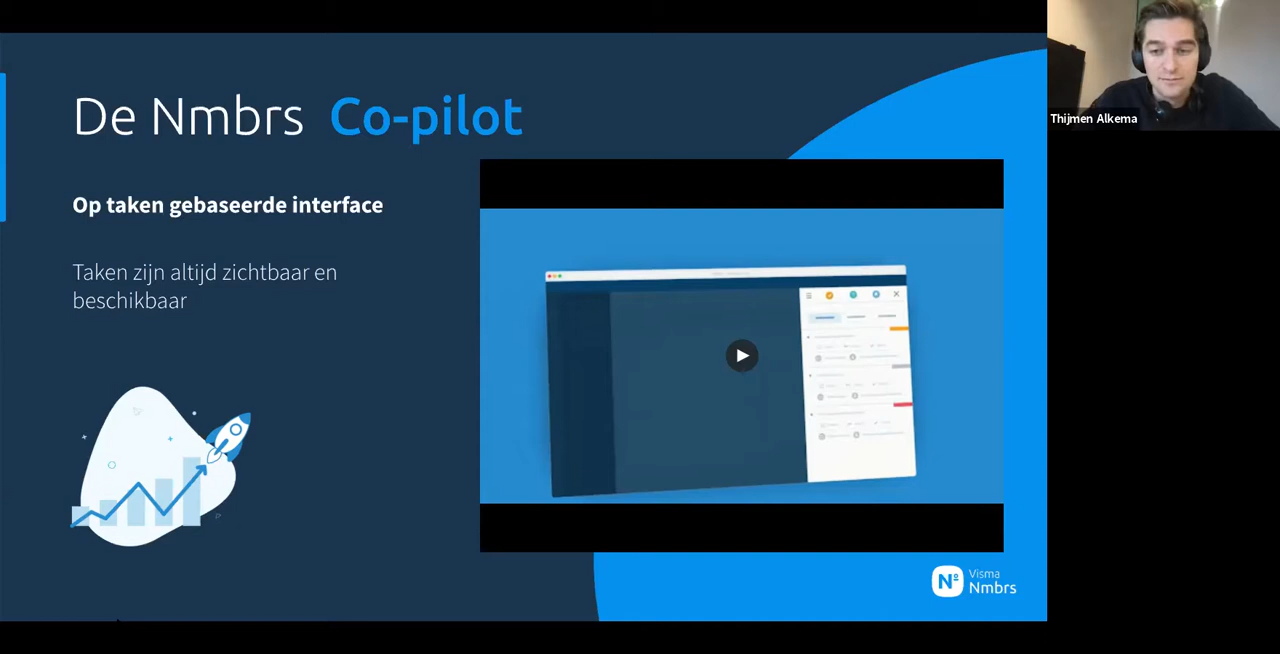 De Nmbrs Co-pilot
Op taken gebaseerde interface
Taken zijn altijd zichtbaar en
beschikbaar
Thijmen Alkema
N°
Visma
Nmbrs